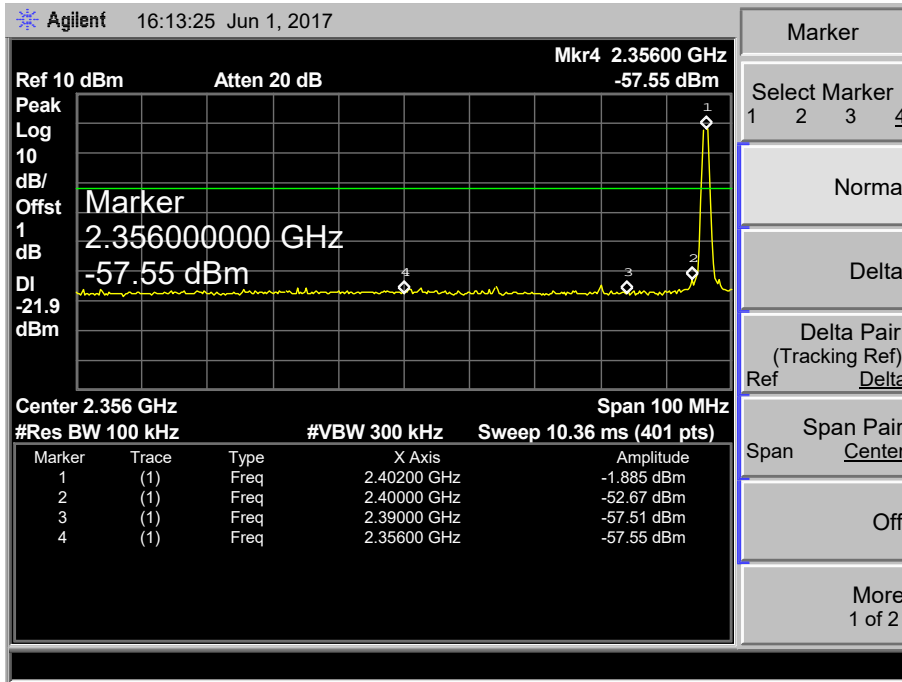 Agilent 16:13:25 Jun 1, 2017
Mkr4 2.35600 GHz
Ref 10 dBm Atten 20 dB -57.55 dBm
Peak
Log
10
dB/
Offst
1
dB
DI
-21.9
dBm
Marker
2.356000000 GHz
-57.55 dBm
1
2
3
4
Center 2.356 GHz Span 100 MHz
#Res BW 100 kHz #VBW 300 kHz Sweep 10.36 ms (401 pts)
Marker Trace Type X Axis Amplitude
1 (1) Freq 2.40200 GHz -1.885 dBm
2 (1) Freq 2.40000 GHz -52.67 dBm
3 (1) Freq 2.39000 GHz -57.51 dBm
4 (1) Freq 2.35600 GHz -57.55 dBm
Marker
Select Marker
1 2 3 4
Norma
Delta
Delta Pair
(Tracking Ref)
Ref Delta
Span Pair
Span Center
Off
More
1 of 2